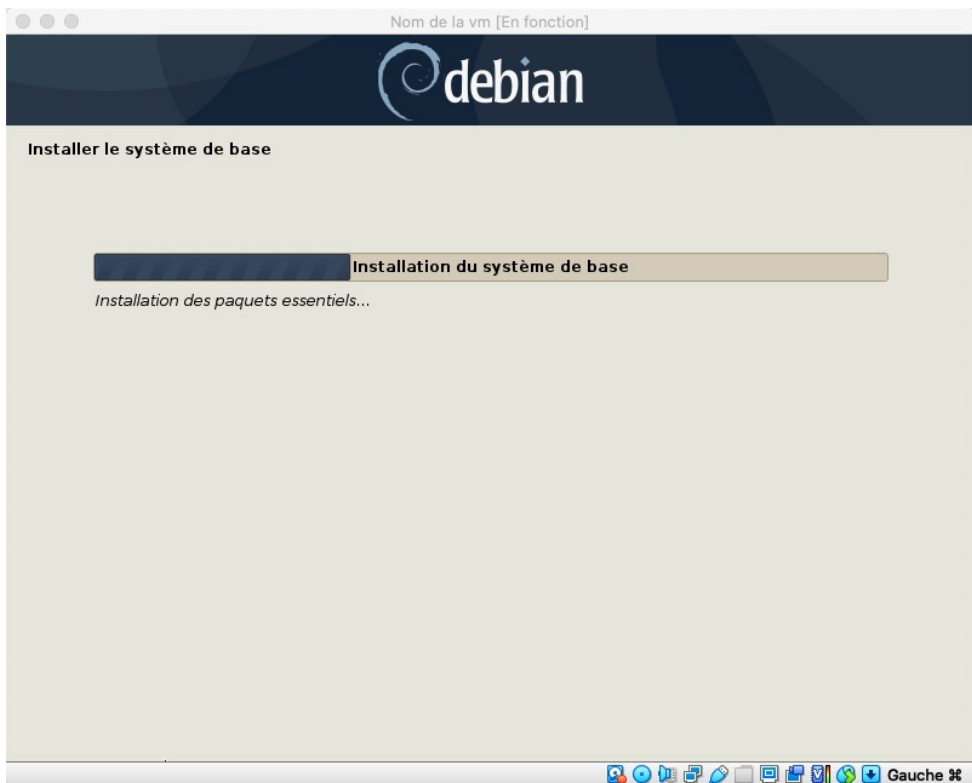 Nom de la vm [En fonction]
debian
Installer le système de base
Installation du système de base
Installation des paquets essentiels...
Gauche ⌘